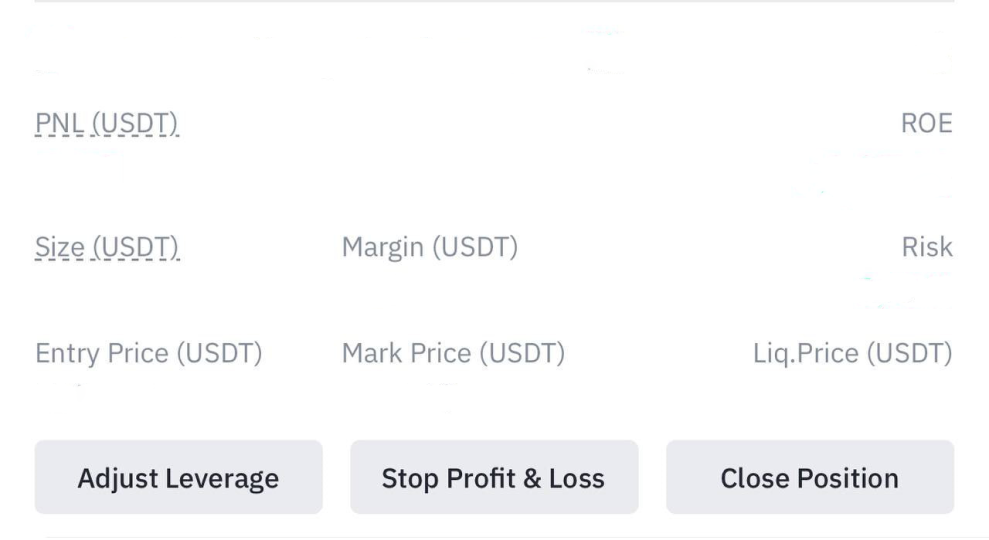 PNL (USDT) ROE
Size (USDT) Margin (USDT) Risk
Entry Price (USDT) Mark Price (USDT) Liq.Price (USDT)
Adjust Leverage Stop Profit & Loss Close Position